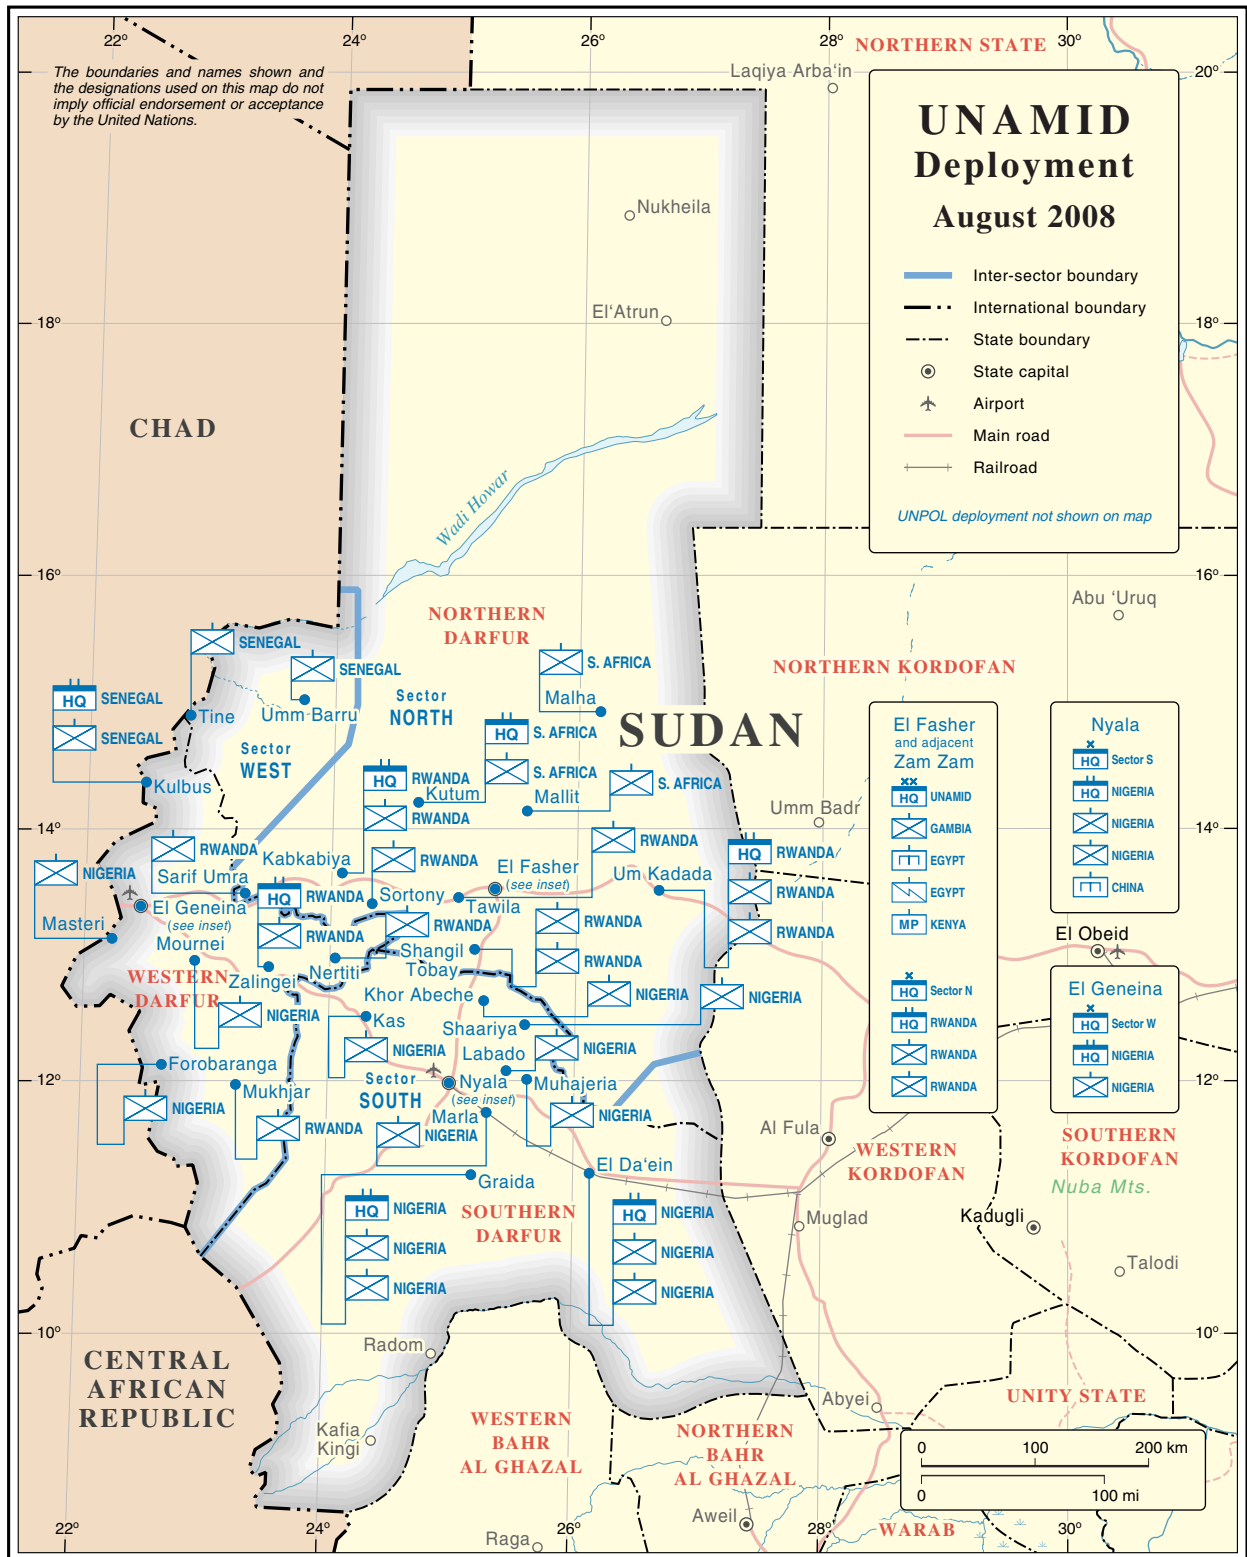 22°
24°
26°
28°
30°
NORTHERN STATE
20°
20°
The boundaries and names shown and
the designations used on this map do not
imply official endorsement or acceptance
by the United Nations.
Laqiya Arba‘in
UNAMID
Deployment
August 2008
Inter-sector boundary
International boundary
State boundary
State capital
Airport
Main road
Railroad
UNPOL deployment not shown on map
Nukheila
El‘Atrun
18°
18°
CHAD
Wadi Howar
16°
16°
Abu ‘Uruq
NORTHERN
DARFUR
NORTHERN KORDOFAN
SENEGAL
SENEGAL
HQ SENEGAL
SENEGAL
Tine
Umm Barru
Kulbus
Sector
NORTH
Sector
WEST
S. AFRICA
Malha
SUDAN
HQ S. AFRICA
S. AFRICA
Kutum
S. AFRICA
Mallit
HQ RWANDA
RWANDA
Kabkabiya
Umm Badr
14°
14°
El Fasher
and adjacent
Zam Zam
HQ UNAMID
GAMBIA
EGYPT
EGYPT
MP KENYA
HQ Sector N
HQ RWANDA
RWANDA
RWANDA
Nyala
HQ Sector S
HQ NIGERIA
NIGERIA
NIGERIA
CHINA
El Obeid
El Geneina
HQ Sector W
HQ NIGERIA
NIGERIA
NIGERIA
RWANDA
Sarif Umra
RWANDA
Sortony
RWANDA
Tawila
El Fasher
(see inset)
Um Kadada
HQ RWANDA
RWANDA
RWANDA
El Geneina
(see inset)
Masteri
Mournei
HQ RWANDA
RWANDA
Zalingei
RWANDA
Nertiti
Shangil
Tobay
RWANDA
RWANDA
WESTERN
DARFUR
NIGERIA
Khor Abeche
NIGERIA
Shaariya
NIGERIA
Kas
NIGERIA
Labado
NIGERIA
Forobaranga
NIGERIA
Mukhjar
RWANDA
12°
12°
Sector
SOUTH
Nyala
(see inset)
Muhajeria
NIGERIA
Marla
NIGERIA
Graida
HQ NIGERIA
NIGERIA
NIGERIA
El Da‘ein
HQ NIGERIA
NIGERIA
NIGERIA
SOUTHERN
DARFUR
Al Fula
WESTERN
KORDOFAN
SOUTHERN
KORDOFAN
Nuba Mts.
Muglad
Kadugli
Talodi
10°
10°
Radom
CENTRAL
AFRICAN
REPUBLIC
Kafia
Kingi
WESTERN
BAHR
AL GHAZAL
NORTHERN
BAHR
AL GHAZAL
Abyei
UNITY STATE
0 100 200 km
0 100 mi
Aweil
WARAB
Raga
22°
24°
26°
28°
30°